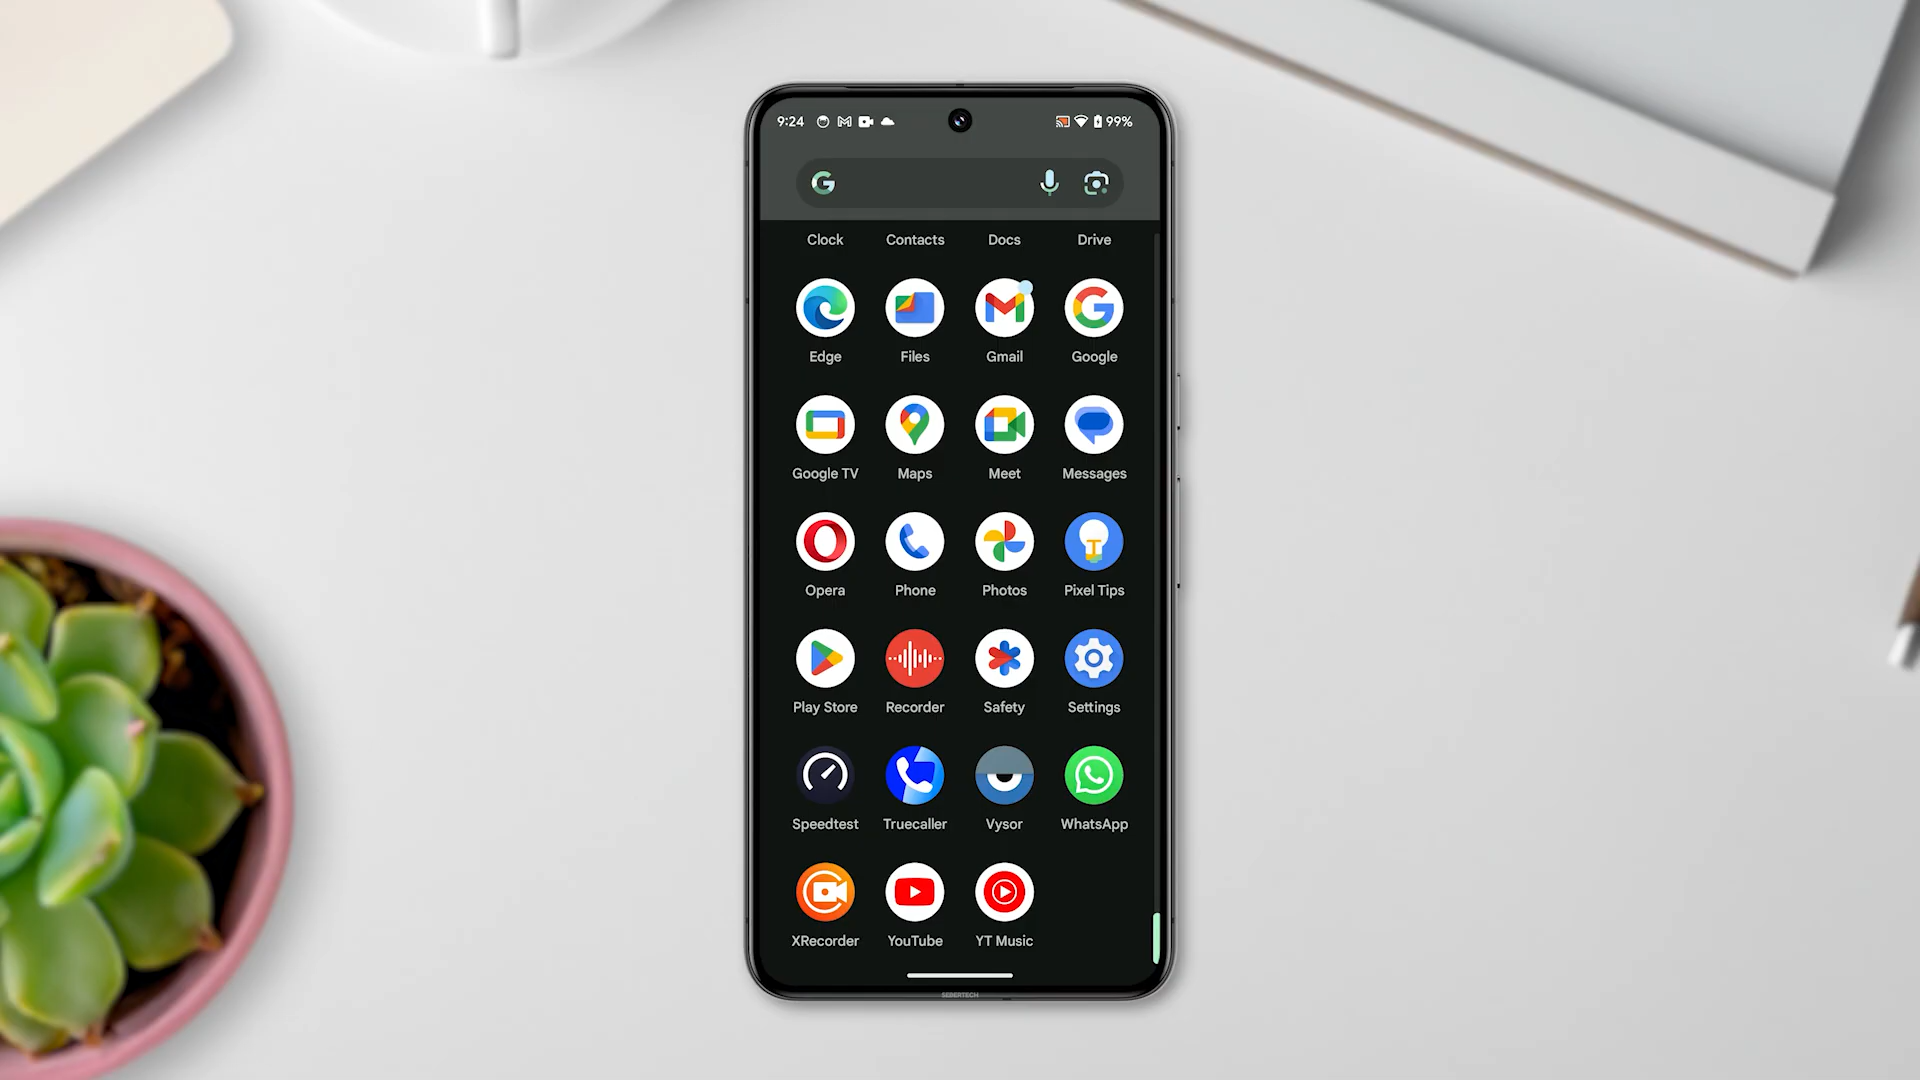 9:24 99%
Clock Contacts Docs Drive
Edge Files Gmail Google
Google TV Maps Meet Messages
Opera Phone Photos Pixel Tips
Play Store Recorder Safety Settings
Speedtest Truecaller Vysor WhatsApp
XRecorder YouTube YT Music
SEBERTECH